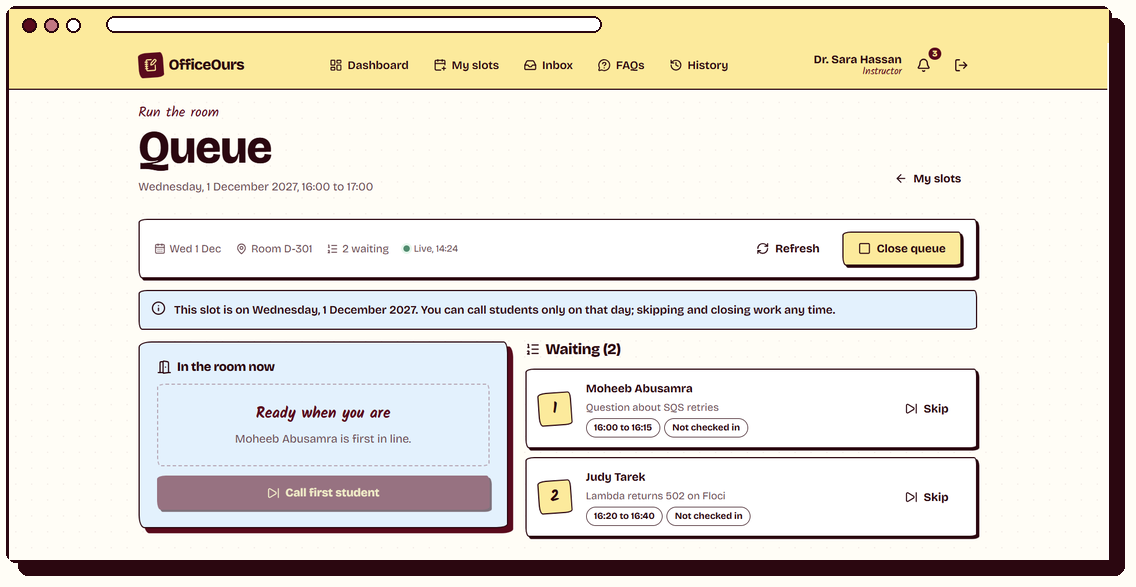 OfficeOurs
Dashboard
My slots
Inbox
FAQs
History
Dr. Sara Hassan
Instructor
3
Run the room
Queue
Wednesday, 1 December 2027, 16:00 to 17:00
My slots
Wed 1 Dec
Room D-301
2 waiting
Live, 14:24
Refresh
Close queue
This slot is on Wednesday, 1 December 2027. You can call students only on that day; skipping and closing work any time.
In the room now
Ready when you are
Moheeb Abusamra is first in line.
Call first student
Waiting (2)
1
Moheeb Abusamra
Question about SQS retries
16:00 to 16:15
Not checked in
Skip
2
Judy Tarek
Lambda returns 502 on Floci
16:20 to 16:40
Not checked in
Skip